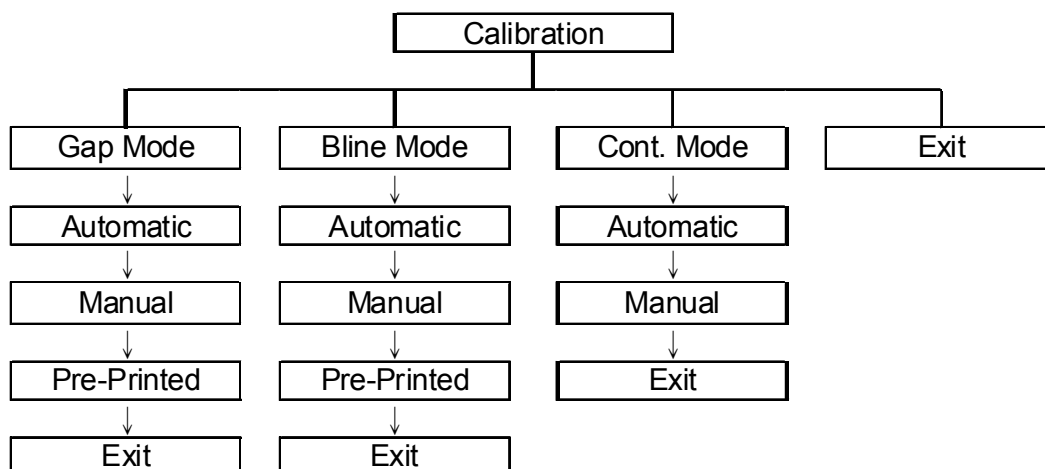 Calibration
Gap Mode
Bline Mode
Cont. Mode
Exit
Automatic
Automatic
Automatic
Manual
Manual
Manual
Pre-Printed
Pre-Printed
Exit
Exit
Exit